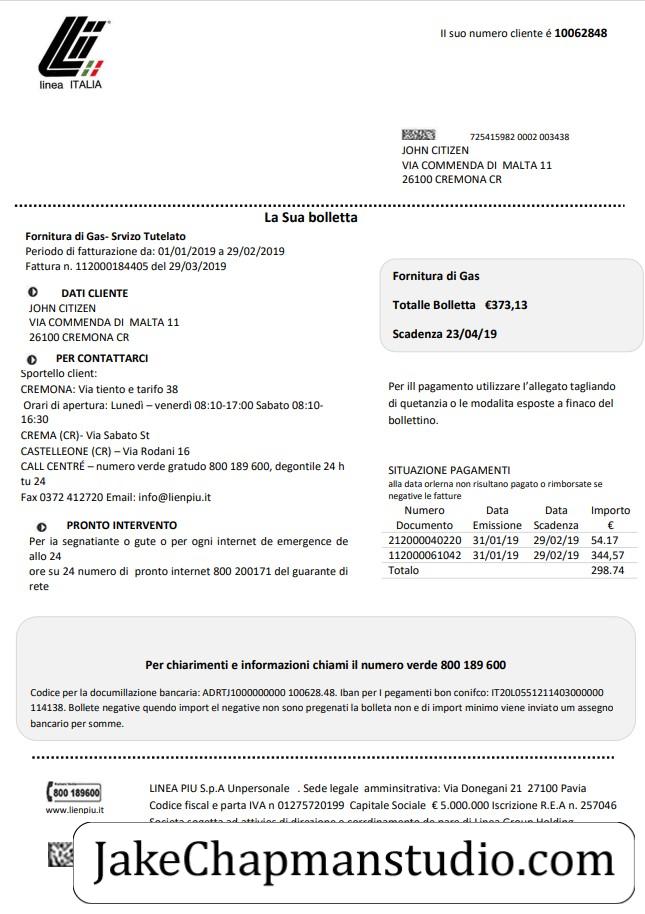 linea ITALIA
Il suo numero cliente é 10062848
725415982 0002 003438
JOHN CITIZEN
VIA COMMENDA DI MALTA 11
26100 CREMONA CR
La Sua bolletta
Fornitura di Gas- Srvizo Tutelato
Periodo di fatturazione da: 01/01/2019 a 29/02/2019
Fattura n. 112000184405 del 29/03/2019
DATI CLIENTE
JOHN CITIZEN
VIA COMMENDA DI MALTA 11
26100 CREMONA CR
PER CONTATTARCI
Sportello client:
CREMONA: Via tiento e tarifo 38
Orari di apertura: Lunedì – venerdì 08:10-17:00 Sabato 08:10-
16:30
CREMA (CR)- Via Sabato St
CASTELLEONE (CR) – Via Rodani 16
CALL CENTRÉ – numero verde gratudo 800 189 600, degontile 24 h
tu 24
Fax 0372 412720 Email: info@lienpiu.it
PRONTO INTERVENTO
Per ia segnatiante o gute o per ogni internet de emergence de
allo 24
ore su 24 numero di pronto internet 800 200171 del guarante di
rete
Fornitura di Gas
Totalle Bolletta €373,13
Scadenza 23/04/19
Per ill pagamento utilizzare l’allegato tagliando
di quetanzia o le modalita esposte a finaco del
bollettino.
SITUAZIONE PAGAMENTI
alla data orlerna non risultano pagato o rimborsate se
negative le fatture
Numero Data Data Importo
Documento Emissione Scadenza €
212000040220 31/01/19 29/02/19 54.17
112000061042 31/01/19 29/02/19 344,57
Totalo 298.74
Per chiarimenti e informazioni chiami il numero verde 800 189 600
Codice per la documillazione bancaria: ADRTJ1000000000 100628.48. Iban per I pegamenti bon conifco: IT20L0551211403000000
114138. Bollete negative quendo import el negative non sono pregenati la bolleta non e di import minimo viene inviato um assegno
bancario per somme.
800 189600
www.lienpiu.it
LINEA PIU S.p.A Unpersonale . Sede legale amminsitrativa: Via Donegani 21 27100 Pavia
Codice fiscal e parta IVA n 01275720199 Capitale Sociale € 5.000.000 Iscrizione R.E.A n. 257046
JakeChapmanstudio.com